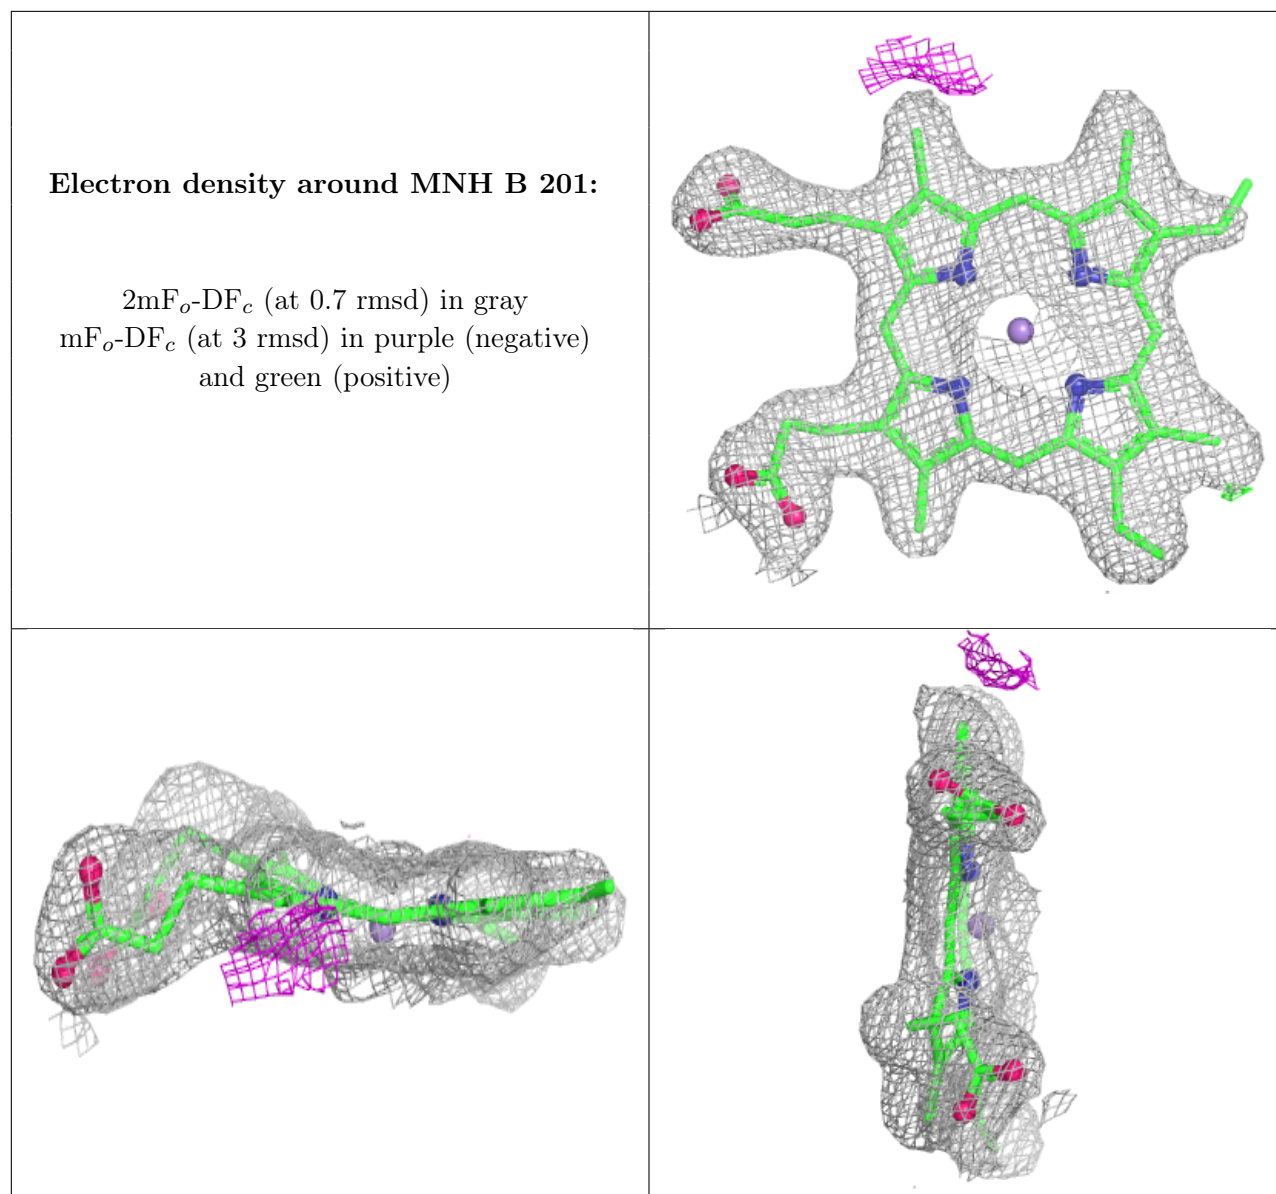 Electron density around MNH B 201:
2mFo-DFc (at 0.7 rmsd) in gray
mFo-DFc (at 3 rmsd) in purple (negative)
and green (positive)